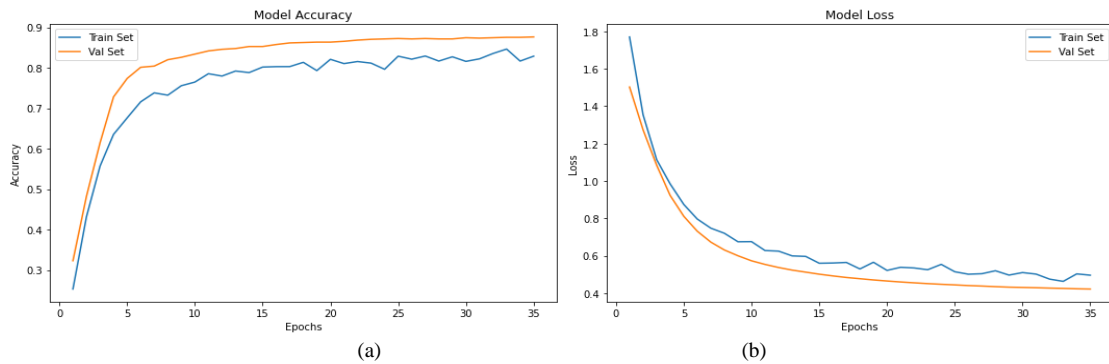 Model Accuracy
0.9
0.8
0.7
0.6
0.5
0.4
0.3
Accuracy
Train Set
Val Set
0 5 10 15 20 25 30 35
Epochs
(a)
Model Loss
1.8
1.6
1.4
1.2
1.0
0.8
0.6
0.4
Loss
Train Set
Val Set
0 5 10 15 20 25 30 35
Epochs
(b)